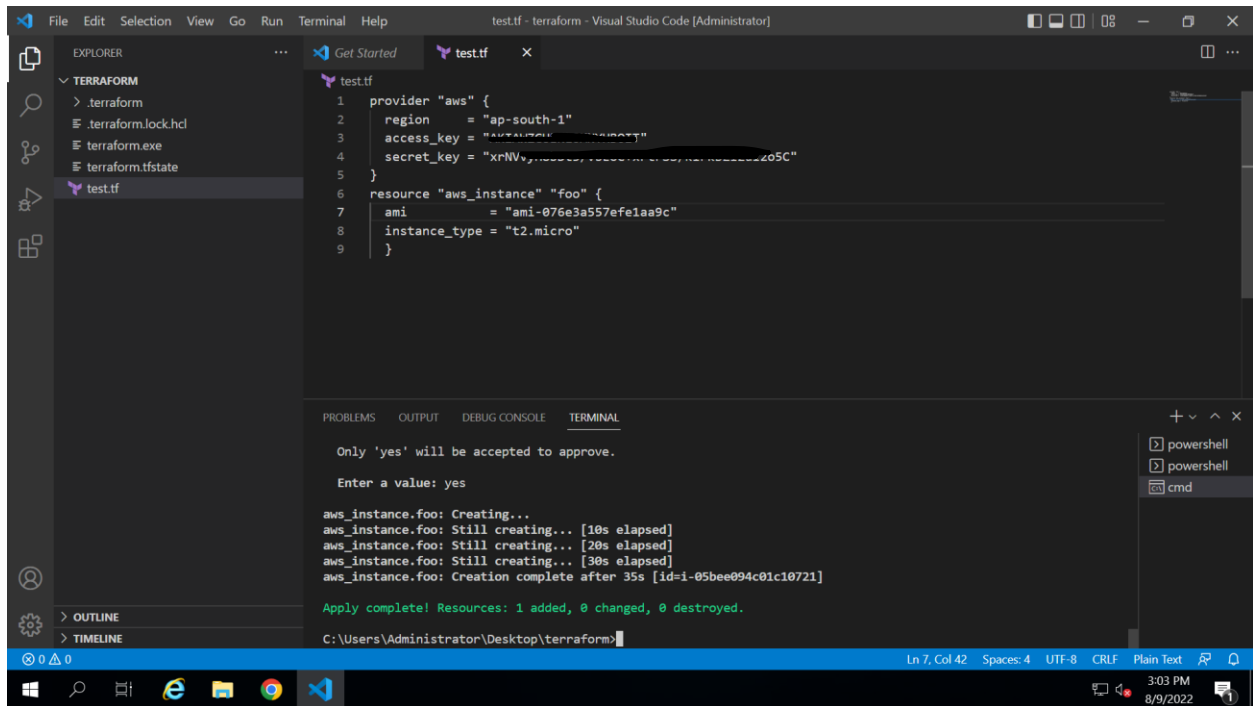 File Edit Selection View Go Run Terminal Help
test.tf - terraform - Visual Studio Code [Administrator]
EXPLORER
TERRAFORM
.terraform
.terraform.lock.hcl
terraform.exe
terraform.tfstate
test.tf
Get Started
test.tf
test.tf
1 provider "aws" {
2 region = "ap-south-1"
3 access_key =
4 secret_key =
5 }
6 resource "aws_instance" "foo" {
7 ami = "ami-076e3a557efe1aa9c"
8 instance_type = "t2.micro"
9 }
PROBLEMS OUTPUT DEBUG CONSOLE TERMINAL
Only 'yes' will be accepted to approve.
Enter a value: yes
aws_instance.foo: Creating...
aws_instance.foo: Still creating... [10s elapsed]
aws_instance.foo: Still creating... [20s elapsed]
aws_instance.foo: Still creating... [30s elapsed]
aws_instance.foo: Creation complete after 35s [id=i-05bee094c01c10721]
Apply complete! Resources: 1 added, 0 changed, 0 destroyed.
C:\Users\Administrator\Desktop\terraform>
powershell
powershell
cmd
OUTLINE
TIMELINE
0 0
Ln 7, Col 42 Spaces: 4 UTF-8 CRLF Plain Text
3:03 PM
8/9/2022
1